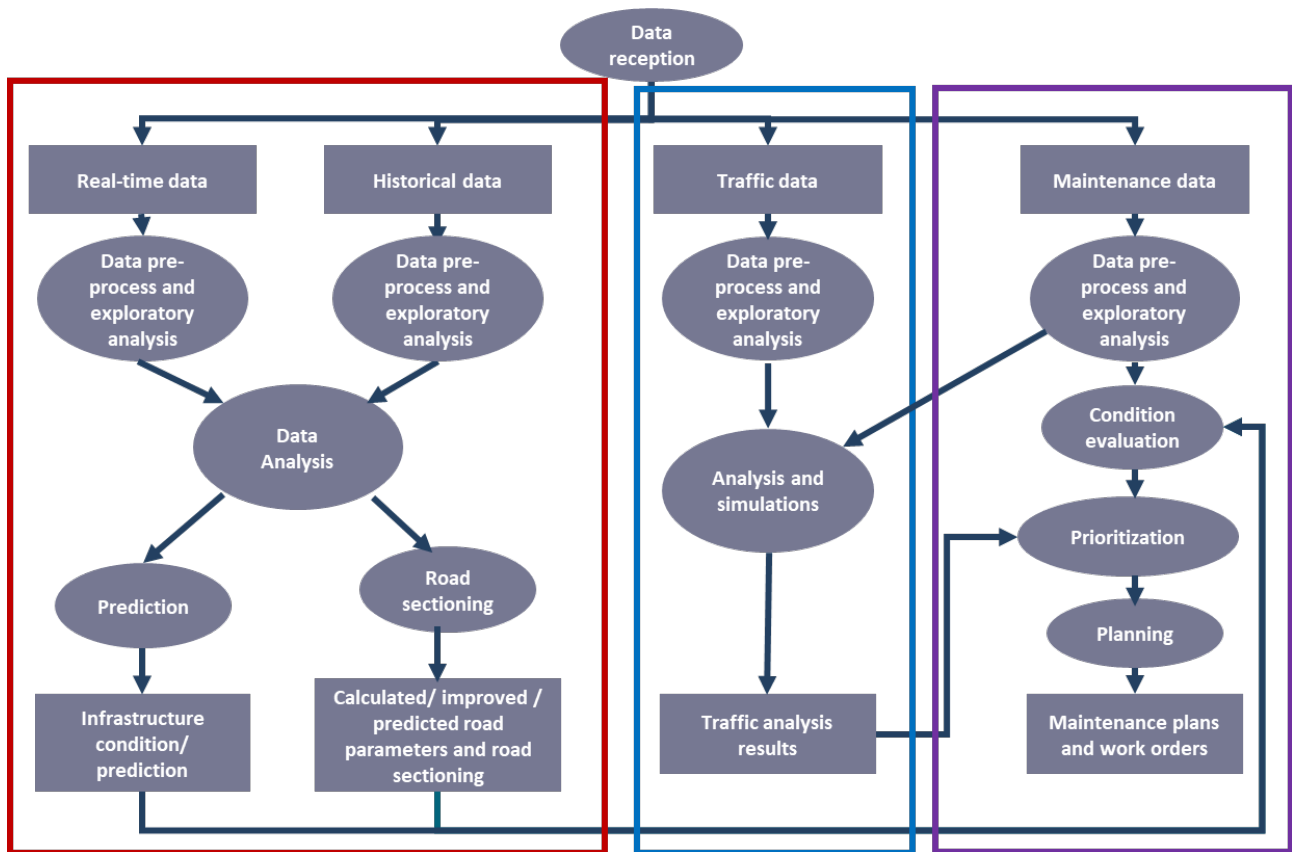 Data
reception
Real-time data
Historical data
Traffic data
Maintenance data
Data pre-
process and
exploratory
analysis
Data pre-
process and
exploratory
analysis
Data pre-
process and
exploratory
analysis
Data pre-
process and
exploratory
analysis
Data
Analysis
Condition
evaluation
Analysis and
simulations
Prioritization
Prediction
Road
sectioning
Planning
Infrastructure
condition/
prediction
Calculated/ improved /
predicted road
parameters and road
sectioning
Traffic analysis
results
Maintenance plans
and work orders